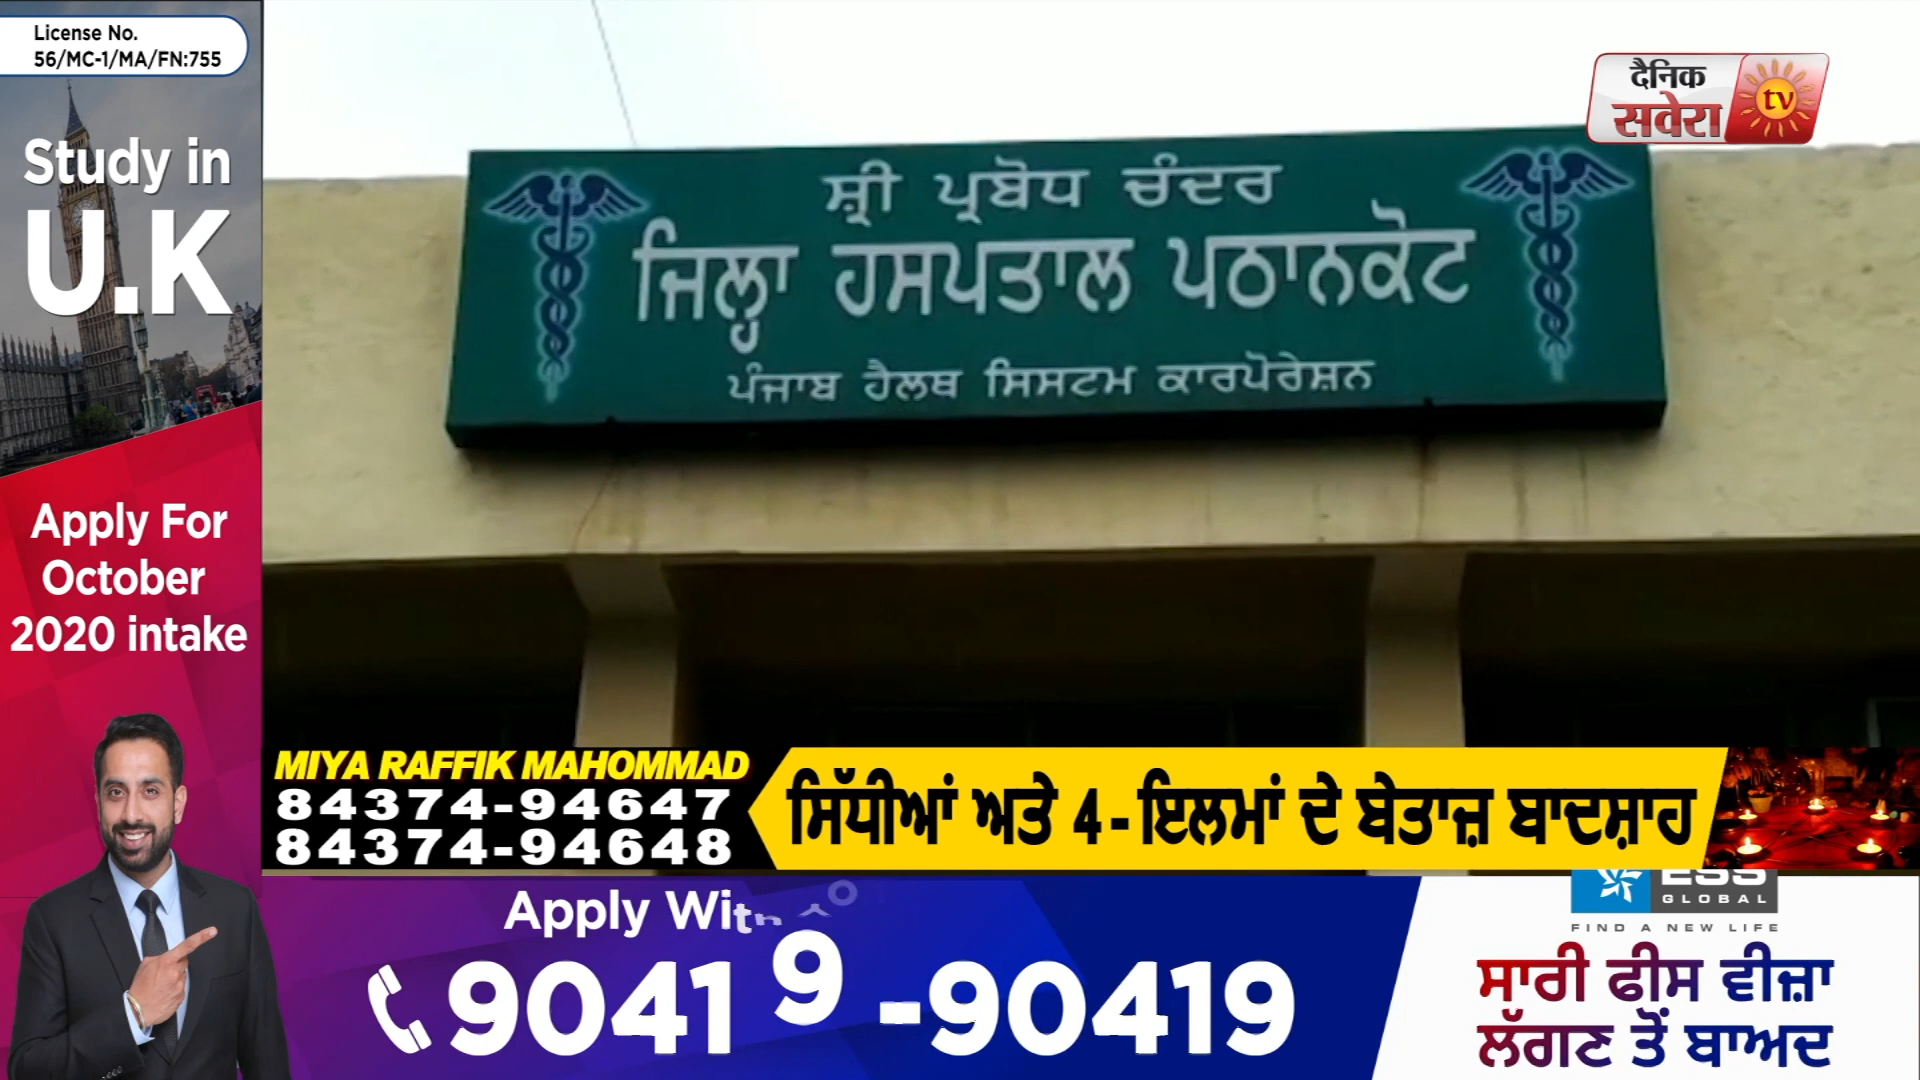 License No.
56/MC-1/MA/FN:755
Study in
U.K
Apply For
October
2020 intake
दैनिक
सवेरा
tv
ਸ਼੍ਰੀ ਪ੍ਰਬੋਧ ਚੰਦਰ
ਜਿਲ੍ਹਾ ਹਸਪਤਾਲ ਪਠਾਨਕੋਟ
ਪੰਜਾਬ ਹੈਲਥ ਸਿਸਟਮ ਕਾਰਪੋਰੇਸ਼ਨ
MIYA RAFFIK MAHOMMAD
84374-94647
84374-94648
ਸਿੱਧੀਆਂ ਅਤੇ 4-ਇਲਮਾਂ ਦੇ ਬੇਤਾਜ਼ ਬਾਦਸ਼ਾਹ
Apply With
90419-90419
ESS
GLOBAL
FIND A NEW LIFE
ਸਾਰੀ ਫੀਸ ਵੀਜ਼ਾ
ਲੱਗਣ ਤੋਂ ਬਾਅਦ